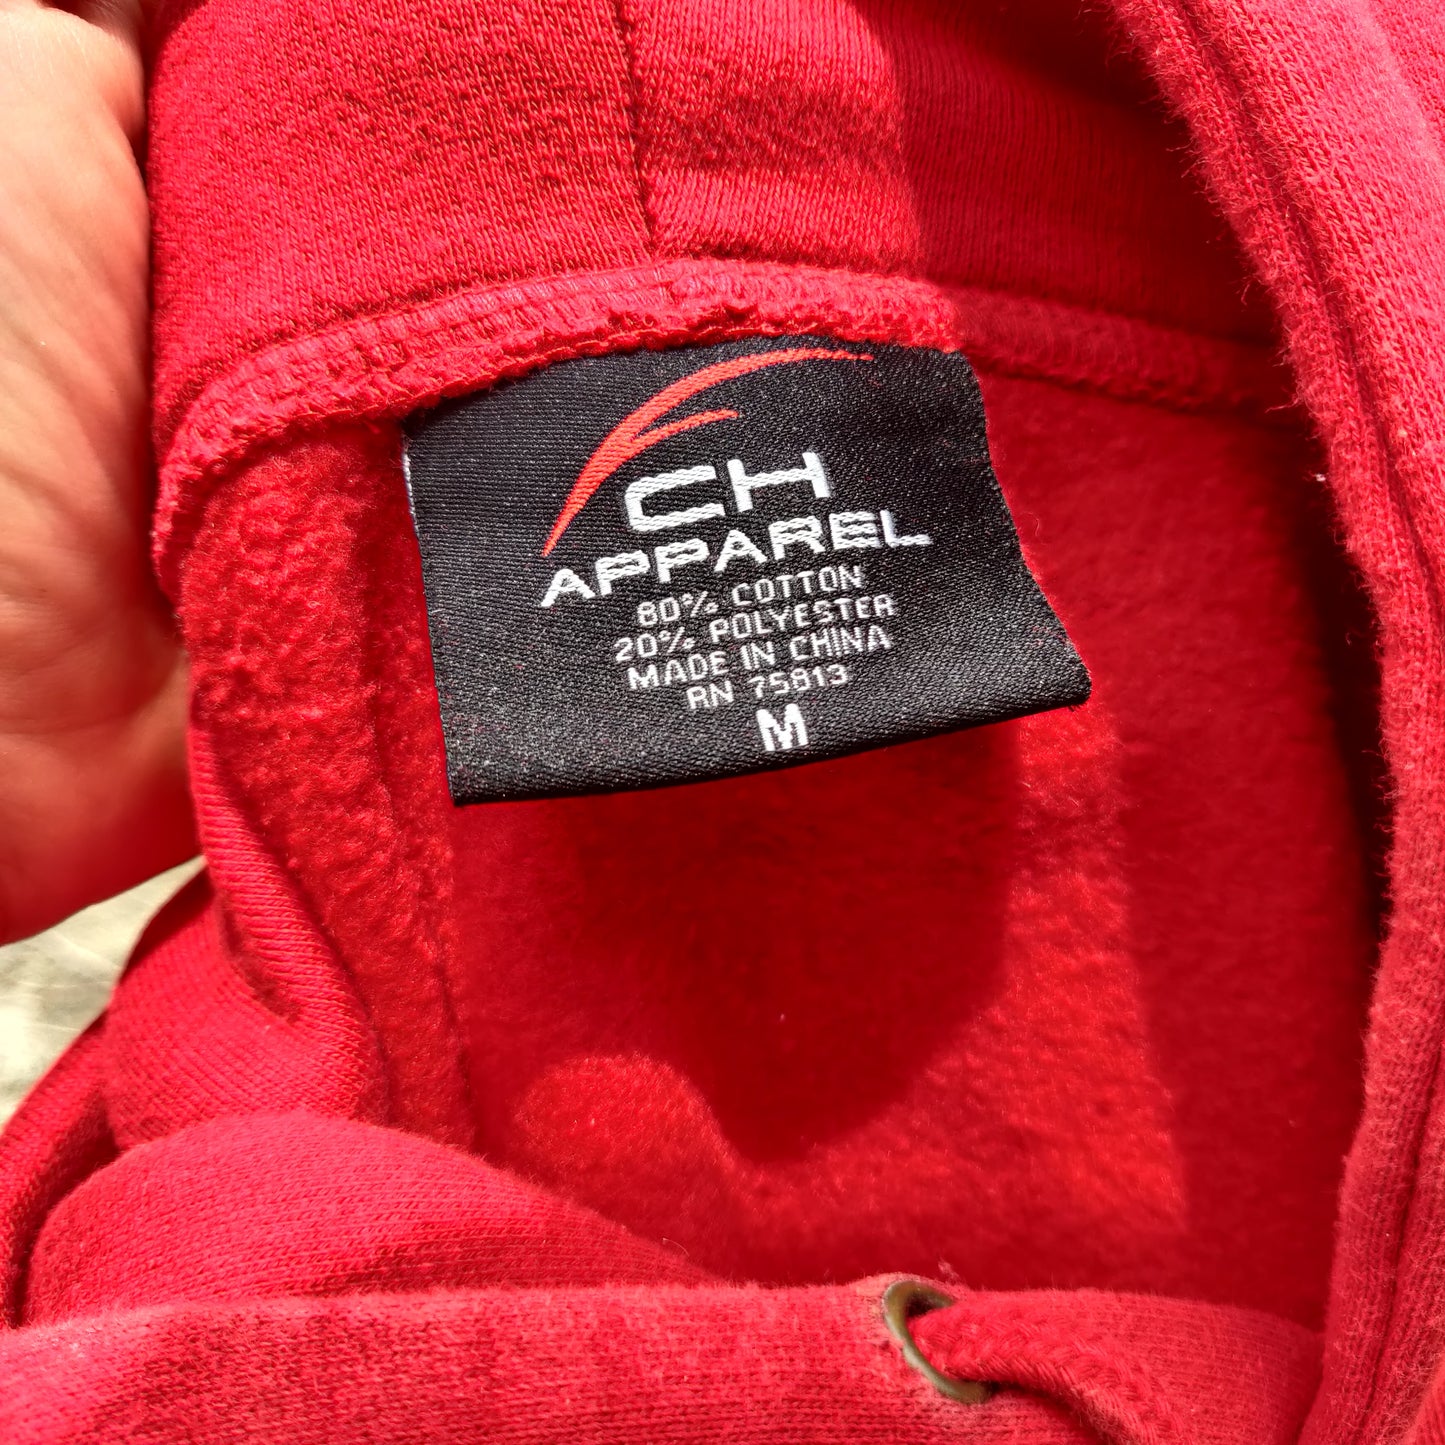 CH
APPAREL
80% COTTON
20% POLYESTER
MADE IN CHINA
RN 75813
M